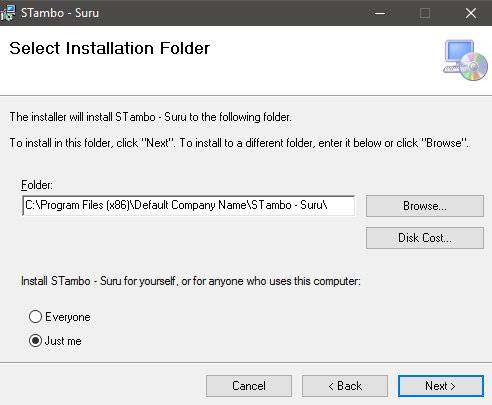 STambo - Suru
Select Installation Folder
The installer will install STambo - Suru to the following folder.
To install in this folder, click "Next". To install to a different folder, enter it below or click "Browse".
Folder:
C:\Program Files (x86)\Default Company Name\STambo - Suru\
Browse...
Disk Cost...
Install STambo - Suru for yourself, or for anyone who uses this computer:
Everyone
Just me
Cancel
< Back
Next >